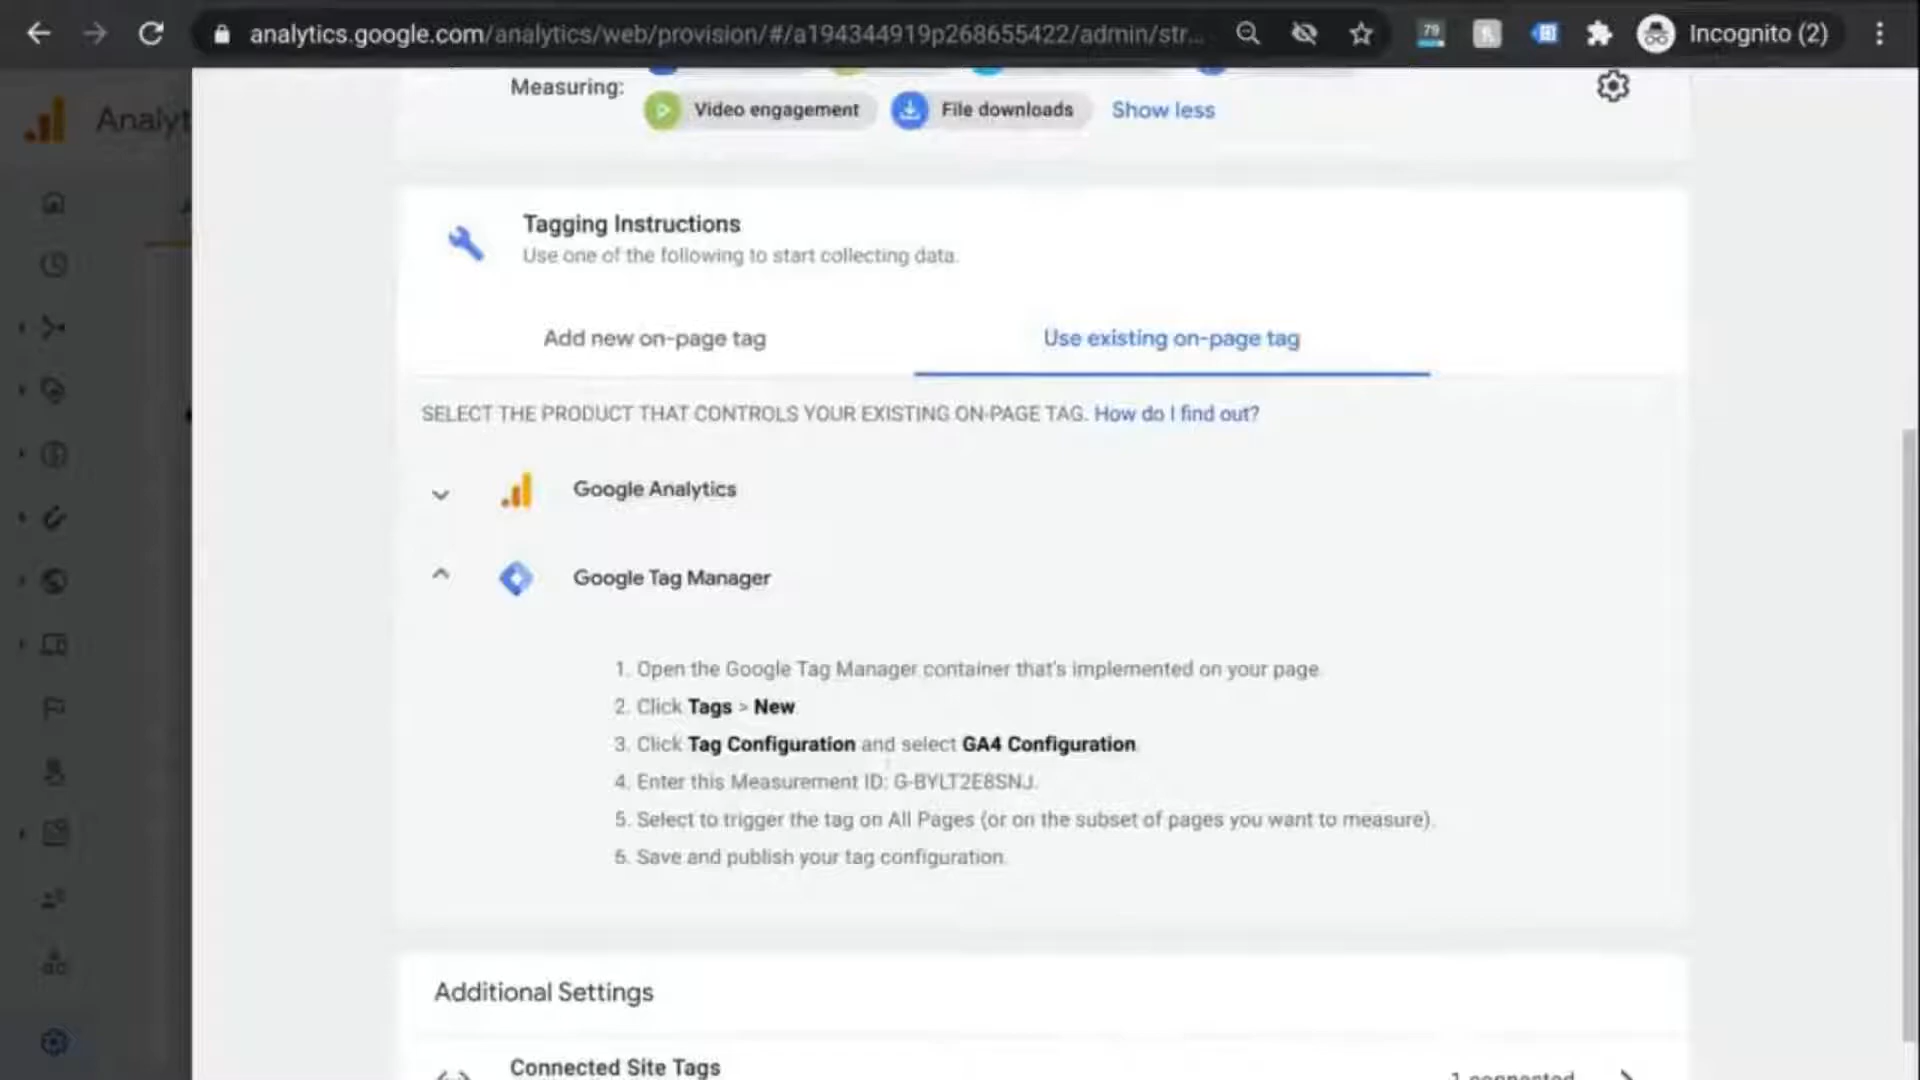 analytics.google.com/analytics/web/provision/#/a194344919p268655422/admin/str...
79
Incognito (2)
Analyt
Measuring:
Video engagement
File downloads
Show less
Tagging Instructions
Use one of the following to start collecting data.
Add new on-page tag
Use existing on-page tag
SELECT THE PRODUCT THAT CONTROLS YOUR EXISTING ON-PAGE TAG. How do I find out?
Google Analytics
Google Tag Manager
1. Open the Google Tag Manager container that's implemented on your page.
2. Click Tags > New
3. Click Tag Configuration and select GA4 Configuration
4. Enter this Measurement ID: G-BYLT2E8SNJ.
5. Select to trigger the tag on All Pages (or on the subset of pages you want to measure).
6. Save and publish your tag configuration.
Additional Settings
Connected Site Tags
1 connected